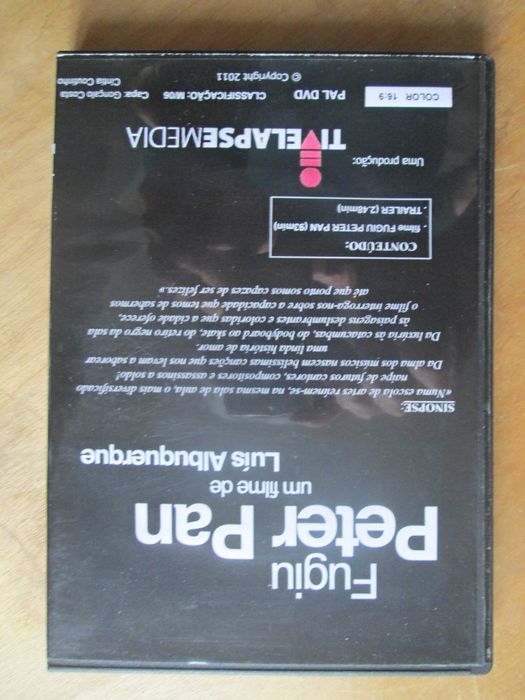 Fugiu
Peter Pan
um filme de
Luís Albuquerque
SINOPSE:
«Numa escola de artes reúnem-se, na mesma sala de aula, o mais diversificado
naipe de futuros cantores, compositores e assassinos a soldo!
Da alma dos músicos nascem belíssimas canções que nos levam a saborear
uma linda história de amor.
Da luxúria às catacumbas, do bodyboard ao skate, do retiro negro da sala da
às paisagens deslumbrantes e coloridas que a cidade oferece,
o filme interroga-nos sobre a capacidade que temos de sabermos
até que ponto somos capazes de ser felizes.»
CONTEÚDO:
. filme FUGIU PETER PAN (93min)
. TRAILER (2.48min)
Uma produção:
TIMELAPSEMEDIA
COLOR 16:9
PAL DVD
CLASSIFICAÇÃO: M/06
Capa: Gonçalo Costa
Cíntia Coutinho
© Copyright 2011